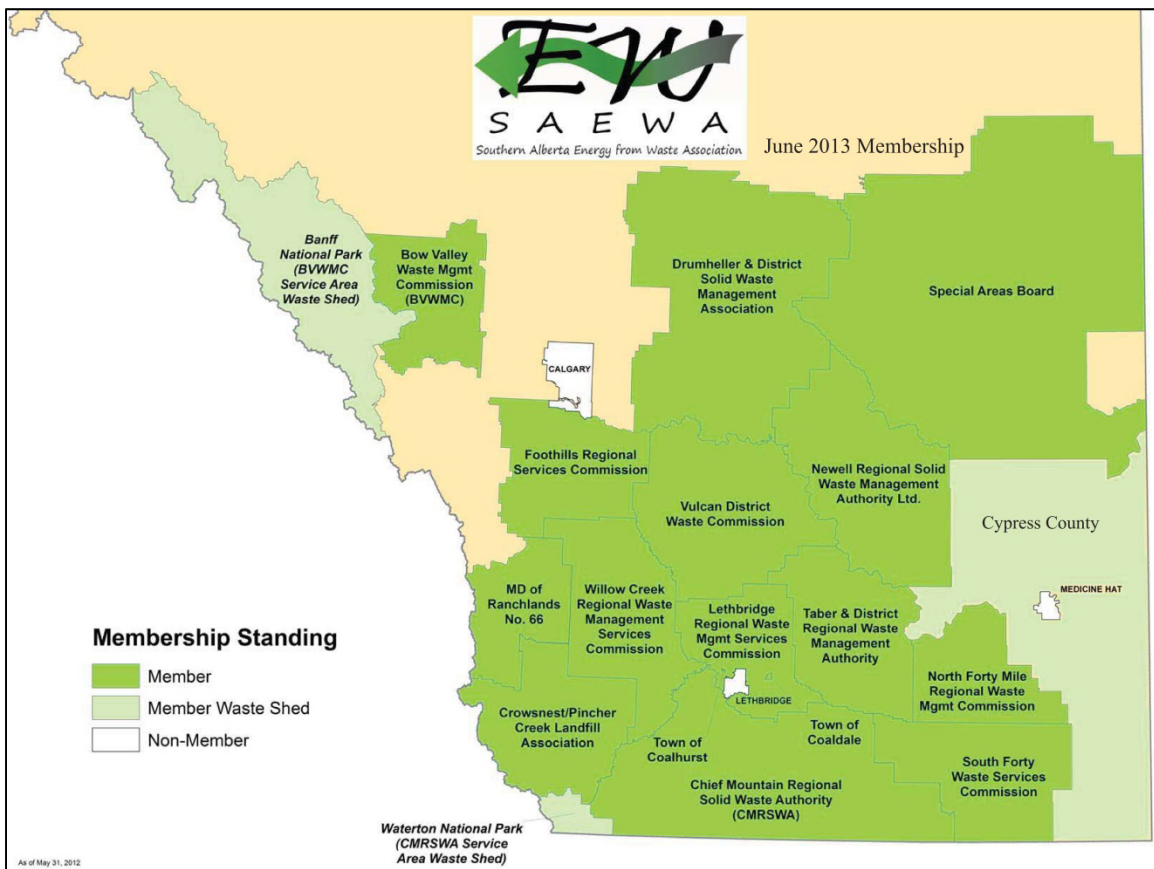 EW
SAEWA
Southern Alberta Energy from Waste Association
June 2013 Membership
Banff
National Park
(BVWMC
Service Area
Waste Shed)
Bow Valley
Waste Mgmt
Commission
(BVWMC)
Drumheller & District
Solid Waste
Management
Association
Special Areas Board
CALGARY
Foothills Regional
Services Commission
Vulcan District
Waste Commission
Newell Regional Solid
Waste Management
Authority Ltd.
Cypress County
MEDICINE HAT
MD of
Ranchlands
No. 66
Willow Creek
Regional Waste
Management
Services
Commission
Lethbridge
Regional Waste
Mgmt Services
Commission
Taber & District
Regional Waste
Management
Authority
North Forty Mile
Regional Waste
Mgmt Commission
LETHBRIDGE
Crowsnest/Pincher
Creek Landfill
Association
Town of
Coalhurst
Town of
Coaldale
South Forty
Waste Services
Commission
Chief Mountain Regional
Solid Waste Authority
(CMRSWA)
Waterton National Park
(CMRSWA Service
Area Waste Shed)
Membership Standing
Member
Member Waste Shed
Non-Member
As of May 31, 2012